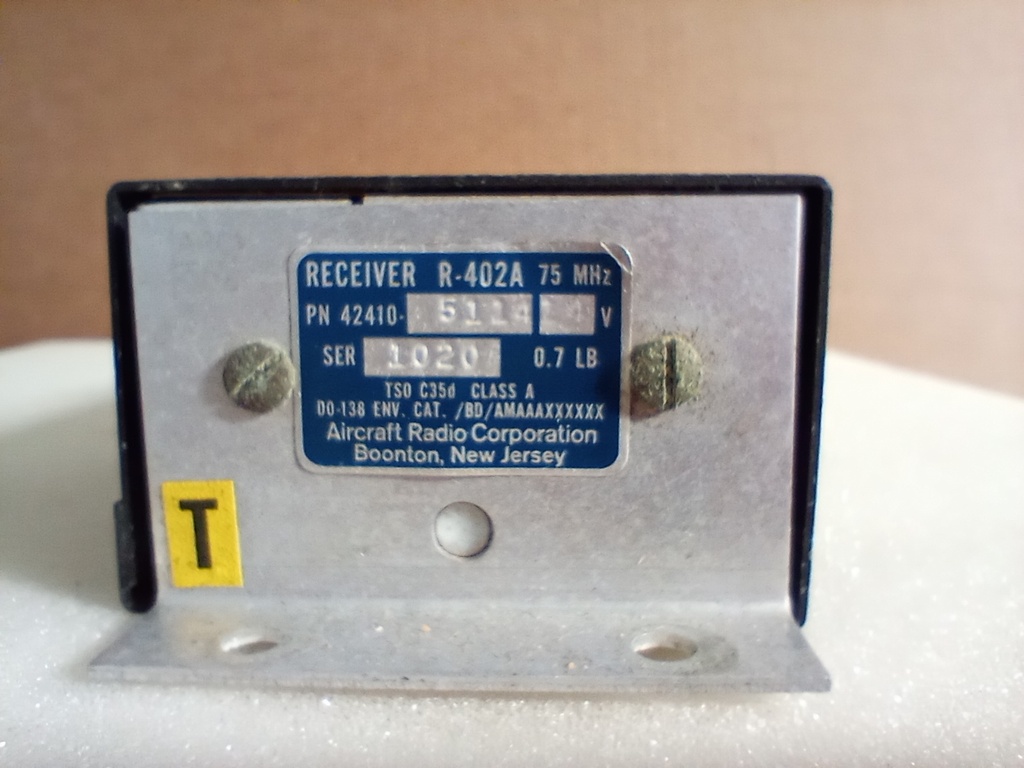 RECEIVER R-402A 75 MHz
PN 42410- 5114 14 V
SER 1020 0.7 LB
TSO C35d CLASS A
DO-138 ENV. CAT. /BD/AMAAAXXXXXX
Aircraft Radio Corporation
Boonton, New Jersey
T